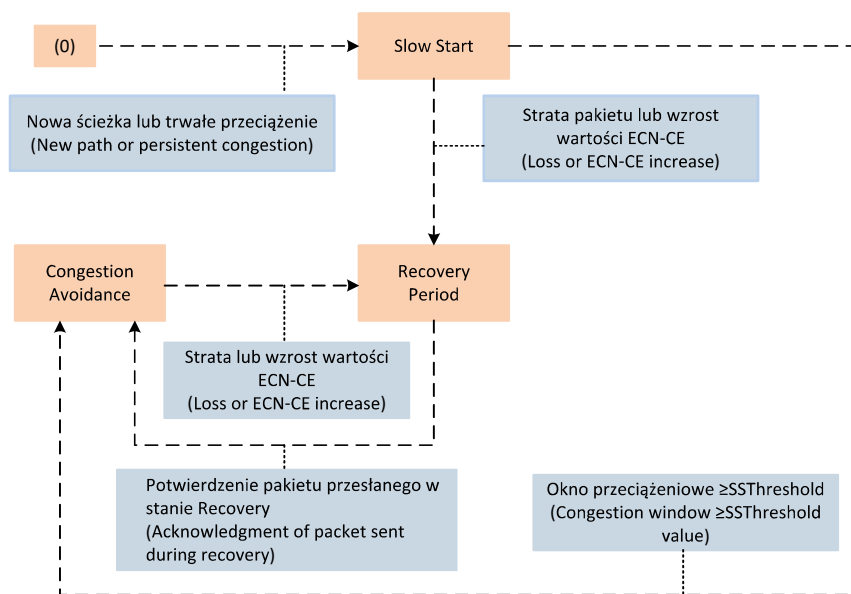 (0)
Slow Start
Nowa ścieżka lub trwałe przeciążenie
(New path or persistent congestion)
Strata pakietu lub wzrost
wartości ECN-CE
(Loss or ECN-CE increase)
Congestion
Avoidance
Recovery
Period
Strata lub wzrost wartości
ECN-CE
(Loss or ECN-CE increase)
Potwierdzenie pakietu przesłanego w
stanie Recovery
(Acknowledgment of packet sent
during recovery)
Okno przeciążeniowe ≥SSThreshold
(Congestion window ≥SSThreshold
value)